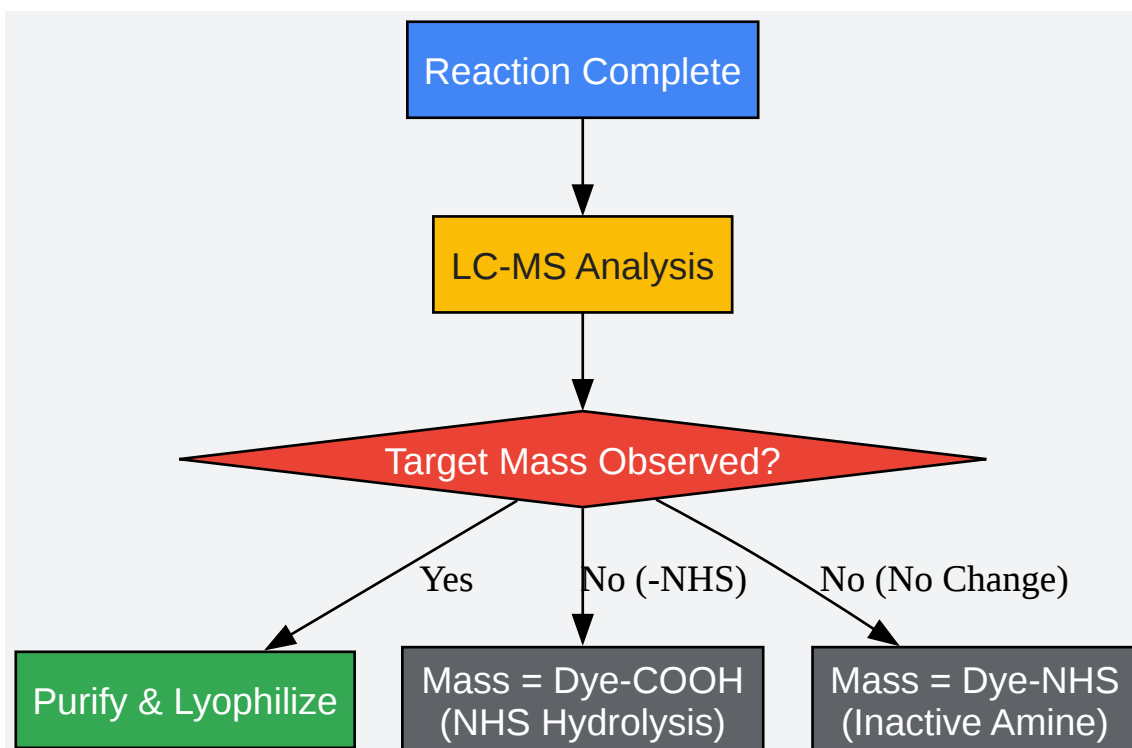 Reaction Complete
LC-MS Analysis
Target Mass Observed?
Yes
No (-NHS)
No (No Change)
Purify & Lyophilize
Mass = Dye-COOH
(NHS Hydrolysis)
Mass = Dye-NHS
(Inactive Amine)